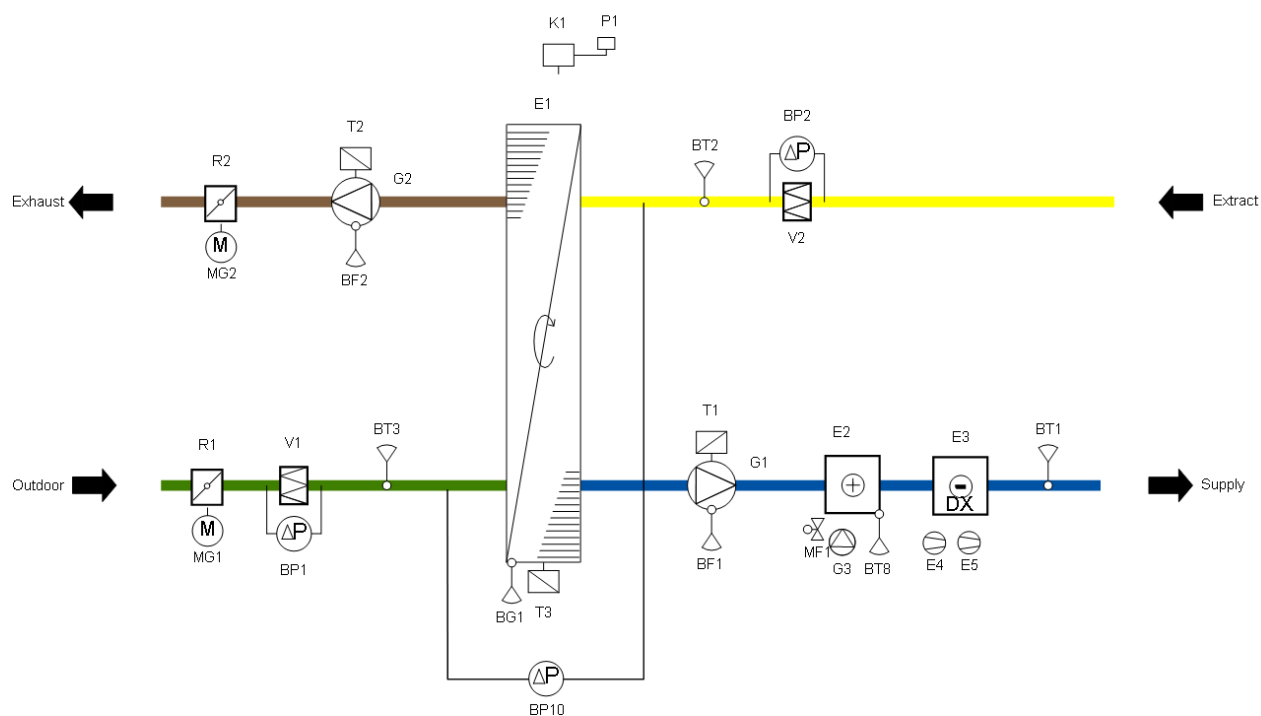 K1
P1
E1
T2
BP2
ΔP
BT2
R2
G2
Exhaust
Extract
M
V2
MG2
BF2
T1
BT3
E2
E3
BT1
R1
V1
G1
Outdoor
Supply
DX
M
ΔP
MF1
MG1
BP1
BF1
G3
BT8
E4
E5
BG1
T3
ΔP
BP10